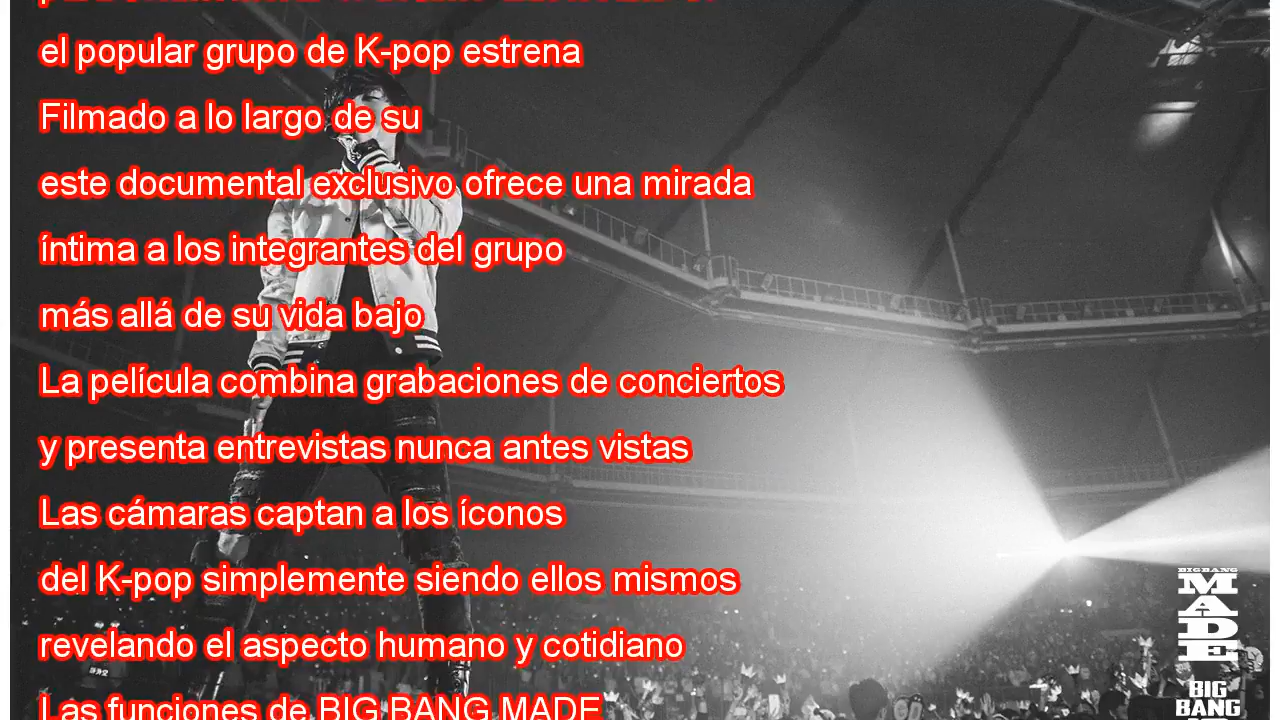 el popular grupo de K-pop estrena
Filmado a lo largo de su
este documental exclusivo ofrece una mirada
íntima a los integrantes del grupo
más allá de su vida bajo
La película combina grabaciones de conciertos
y presenta entrevistas nunca antes vistas
Las cámaras captan a los íconos
del K-pop simplemente siendo ellos mismos
revelando el aspecto humano y cotidiano
Las funciones de BIG BANG MADE
BIGBANG
MADE
BIG
BANG